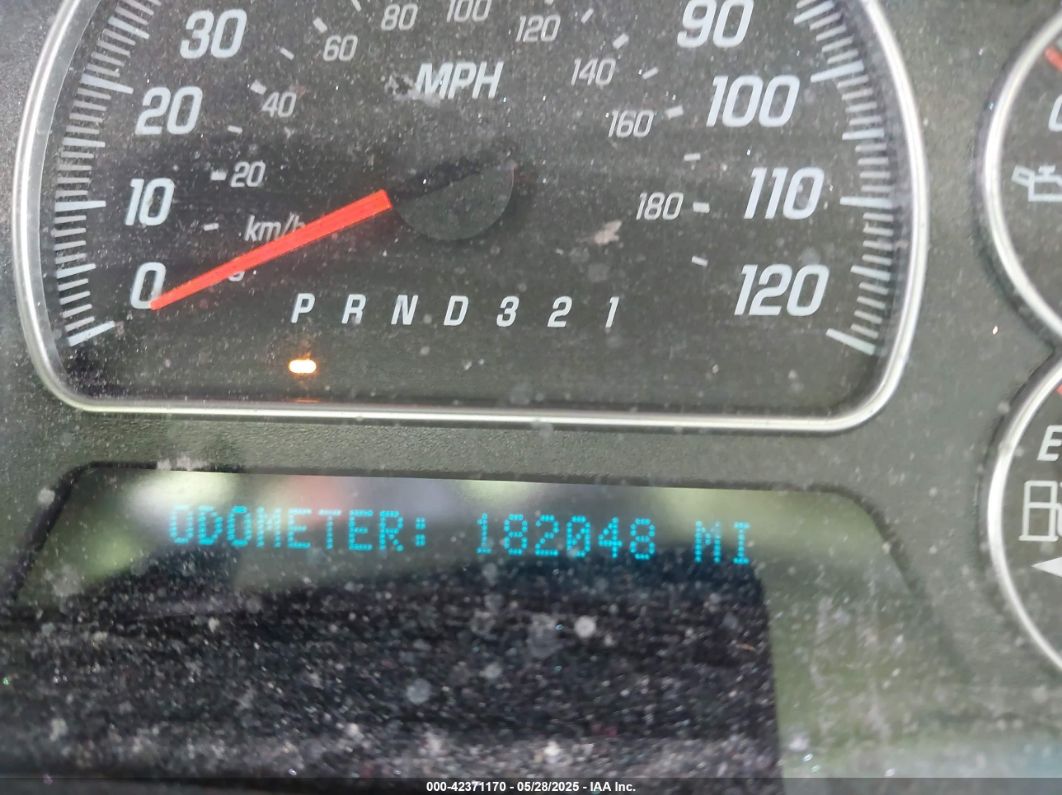 30 80 100 120 90
60
MPH 140
20 40 160 100
20
10 180 110
km/h
0 120
P R N D 3 2 1
E
ODOMETER: 182048 MI
000-42371170 - 05/28/2025 - IAA Inc.